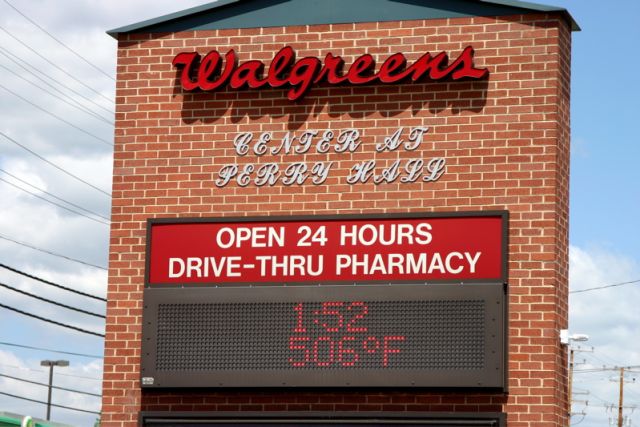 Walgreens
CENTER AT
PERRY HALL
OPEN 24 HOURS
DRIVE-THRU PHARMACY
1:52
506°F